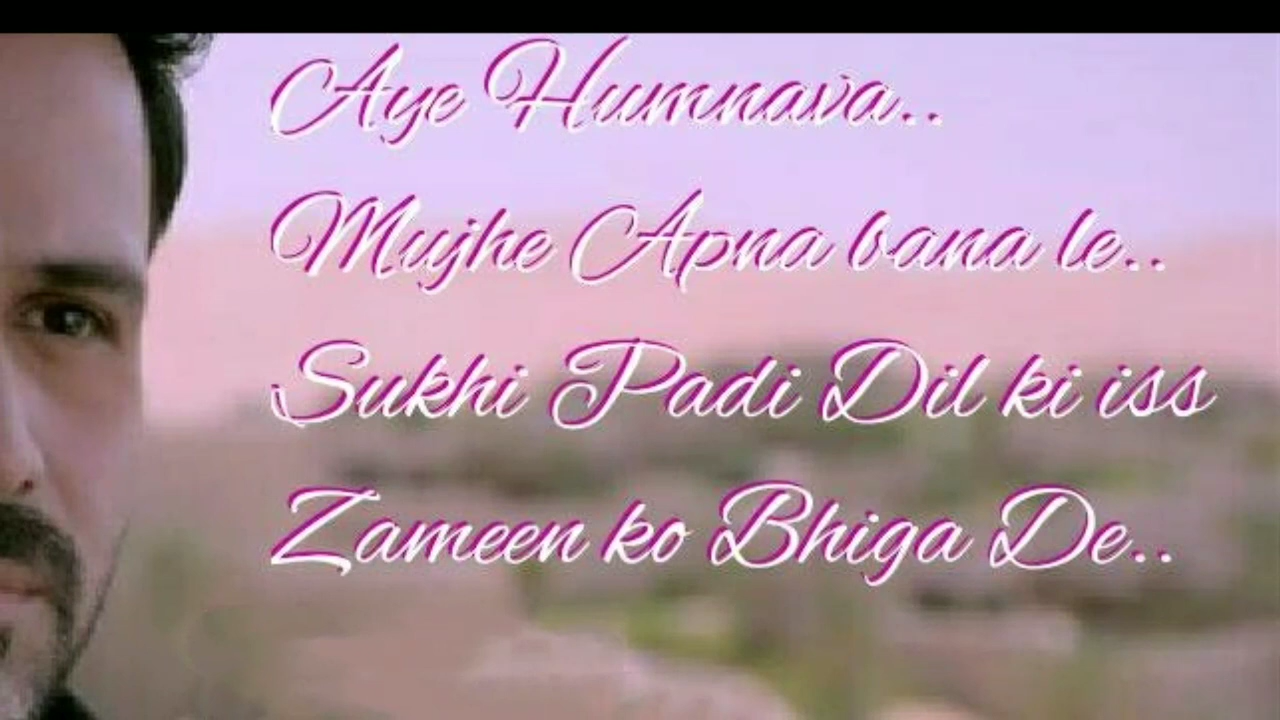 Aye Humnava..
Mujhe Apna bana le..
Sukhi Padi Dil ki iss
Zameen ko Bhiga De..